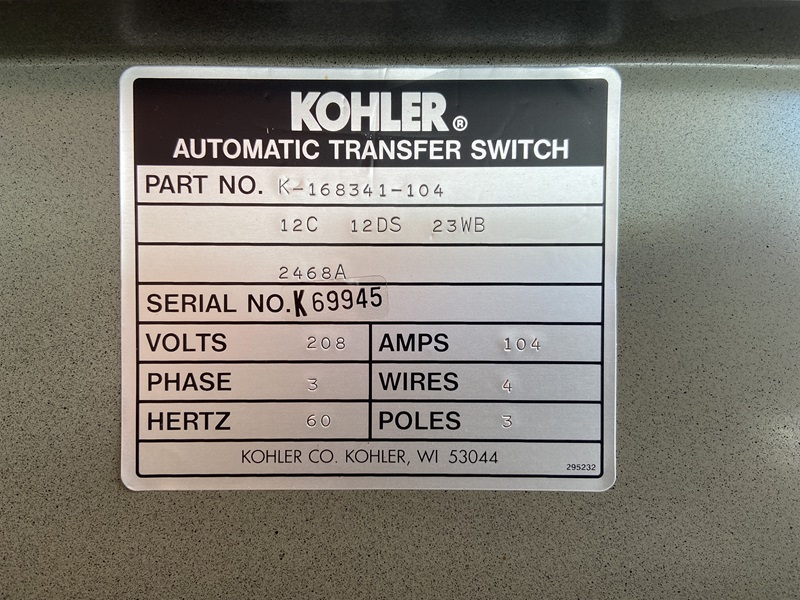 KOHLER®
AUTOMATIC TRANSFER SWITCH
PART NO. K-168341-104
12C 12DS 23WB
2468A
SERIAL NO. K69945
VOLTS 208 AMPS 104
PHASE 3 WIRES 4
HERTZ 60 POLES 3
KOHLER CO. KOHLER, WI 53044
295232